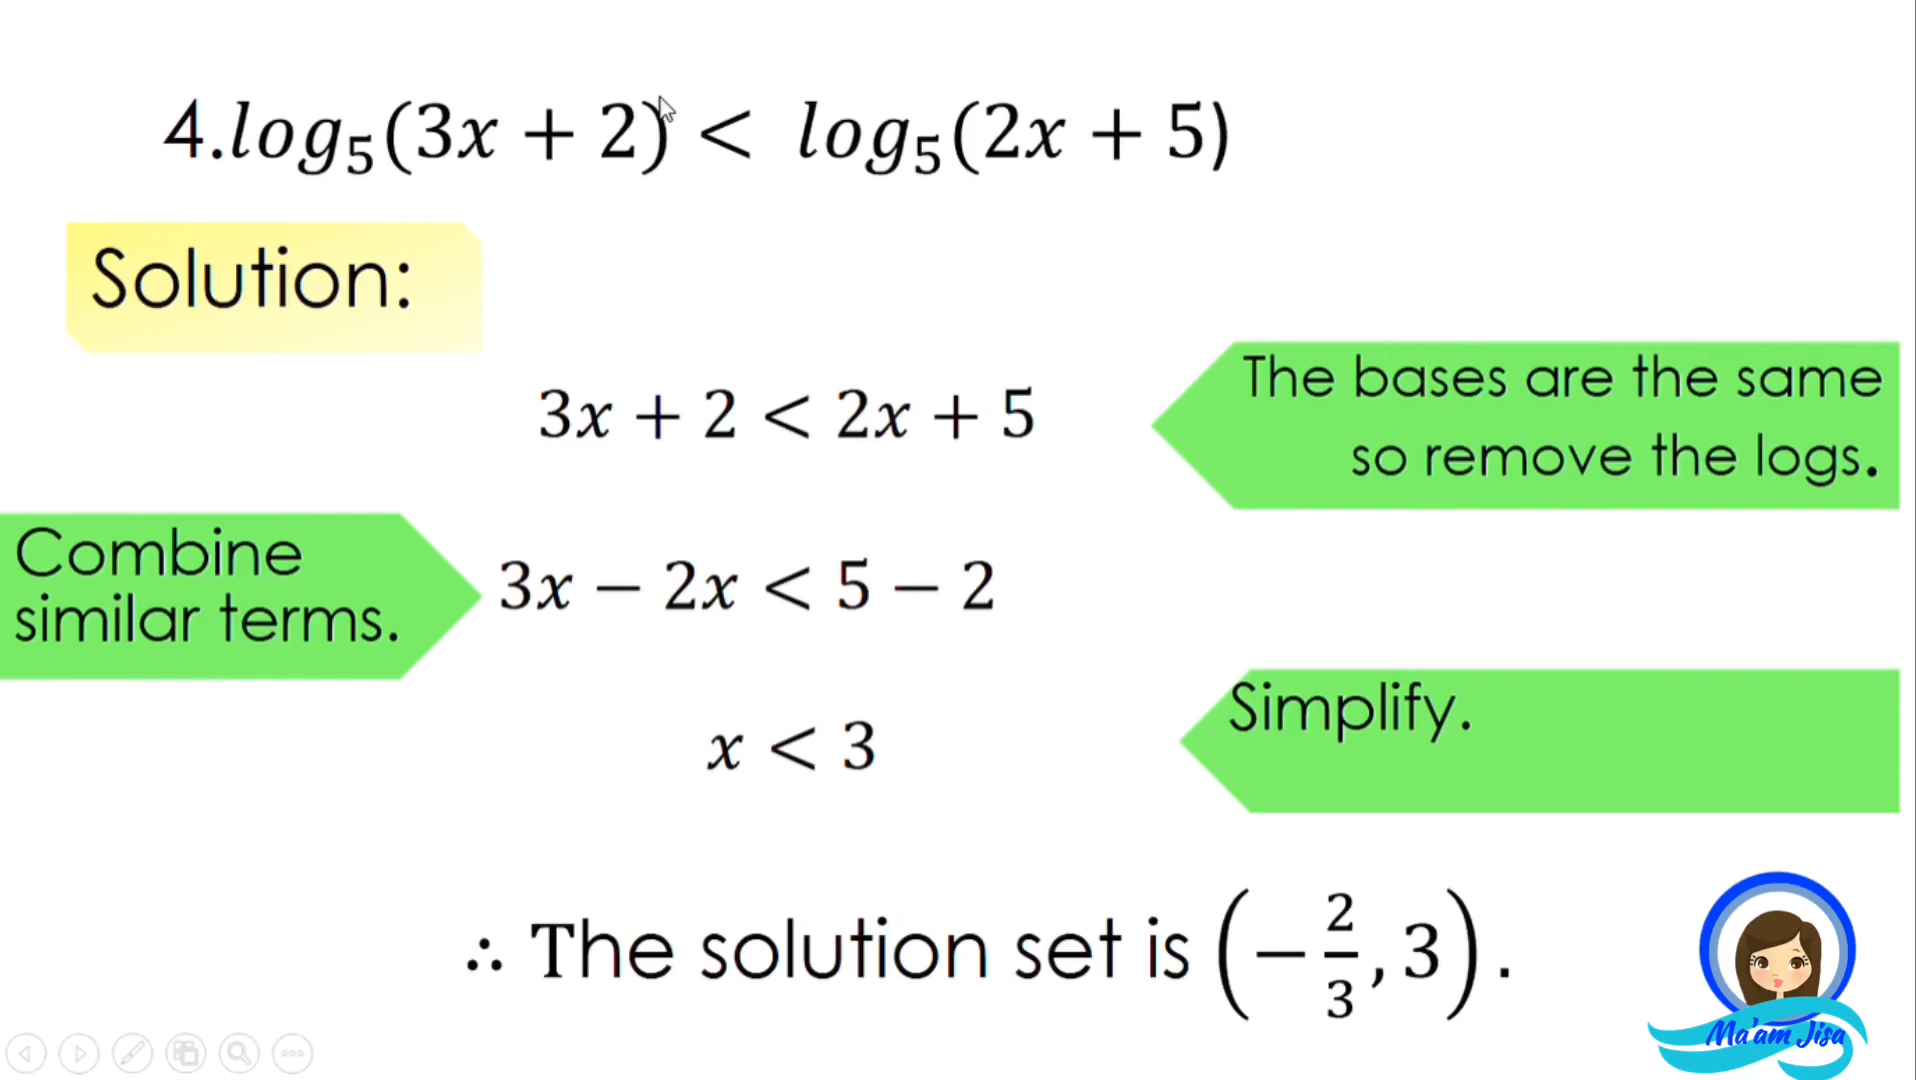 4. log₅(3x + 2) < log₅(2x + 5)
Solution:
3x + 2 < 2x + 5
The bases are the same
so remove the logs.
Combine
similar terms.
3x − 2x < 5 − 2
x < 3
Simplify.
∴ The solution set is (−2/3, 3).
Ma'am Jisa